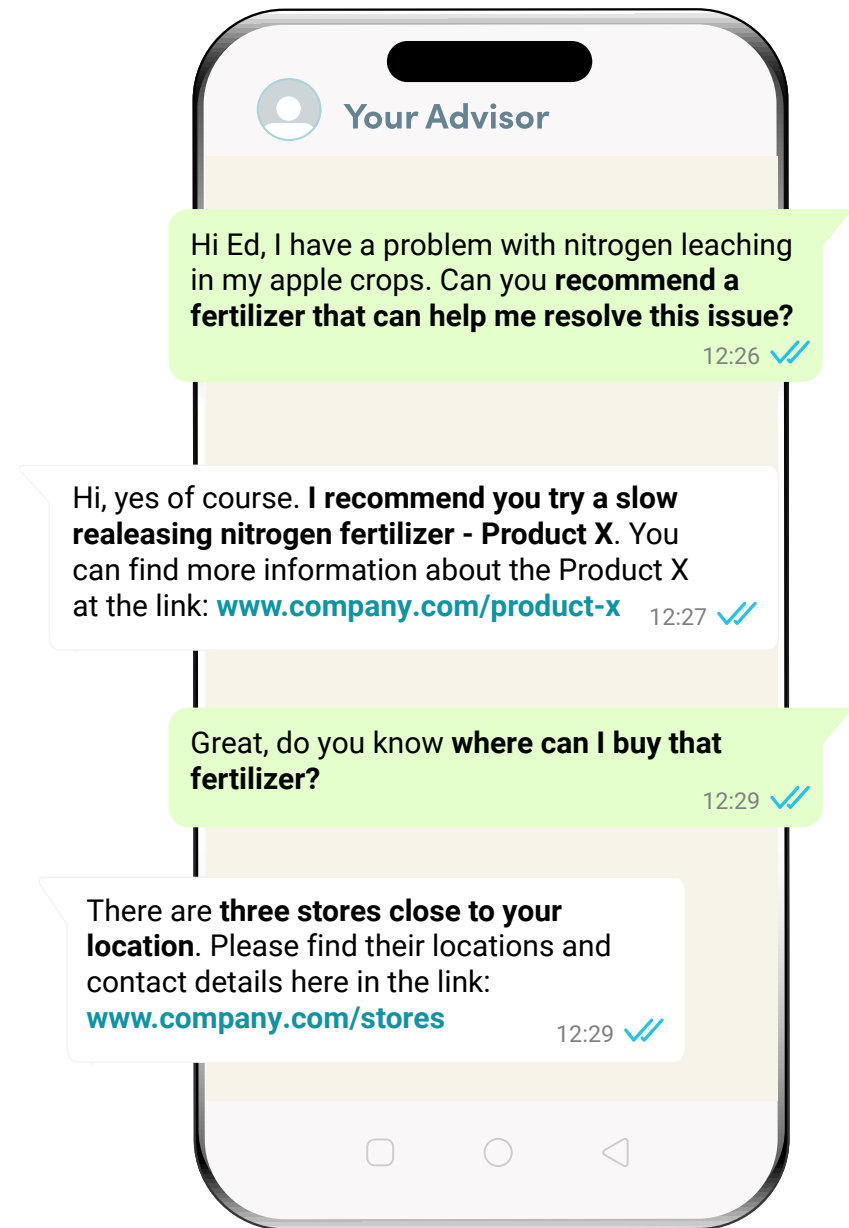 Your Advisor
Hi Ed, I have a problem with nitrogen leaching
in my apple crops. Can you recommend a
fertilizer that can help me resolve this issue?
12:26
Hi, yes of course. I recommend you try a slow
realeasing nitrogen fertilizer - Product X. You
can find more information about the Product X
at the link: www.company.com/product-x 12:27
Great, do you know where can I buy that
fertilizer?
12:29
There are three stores close to your
location. Please find their locations and
contact details here in the link:
www.company.com/stores 12:29